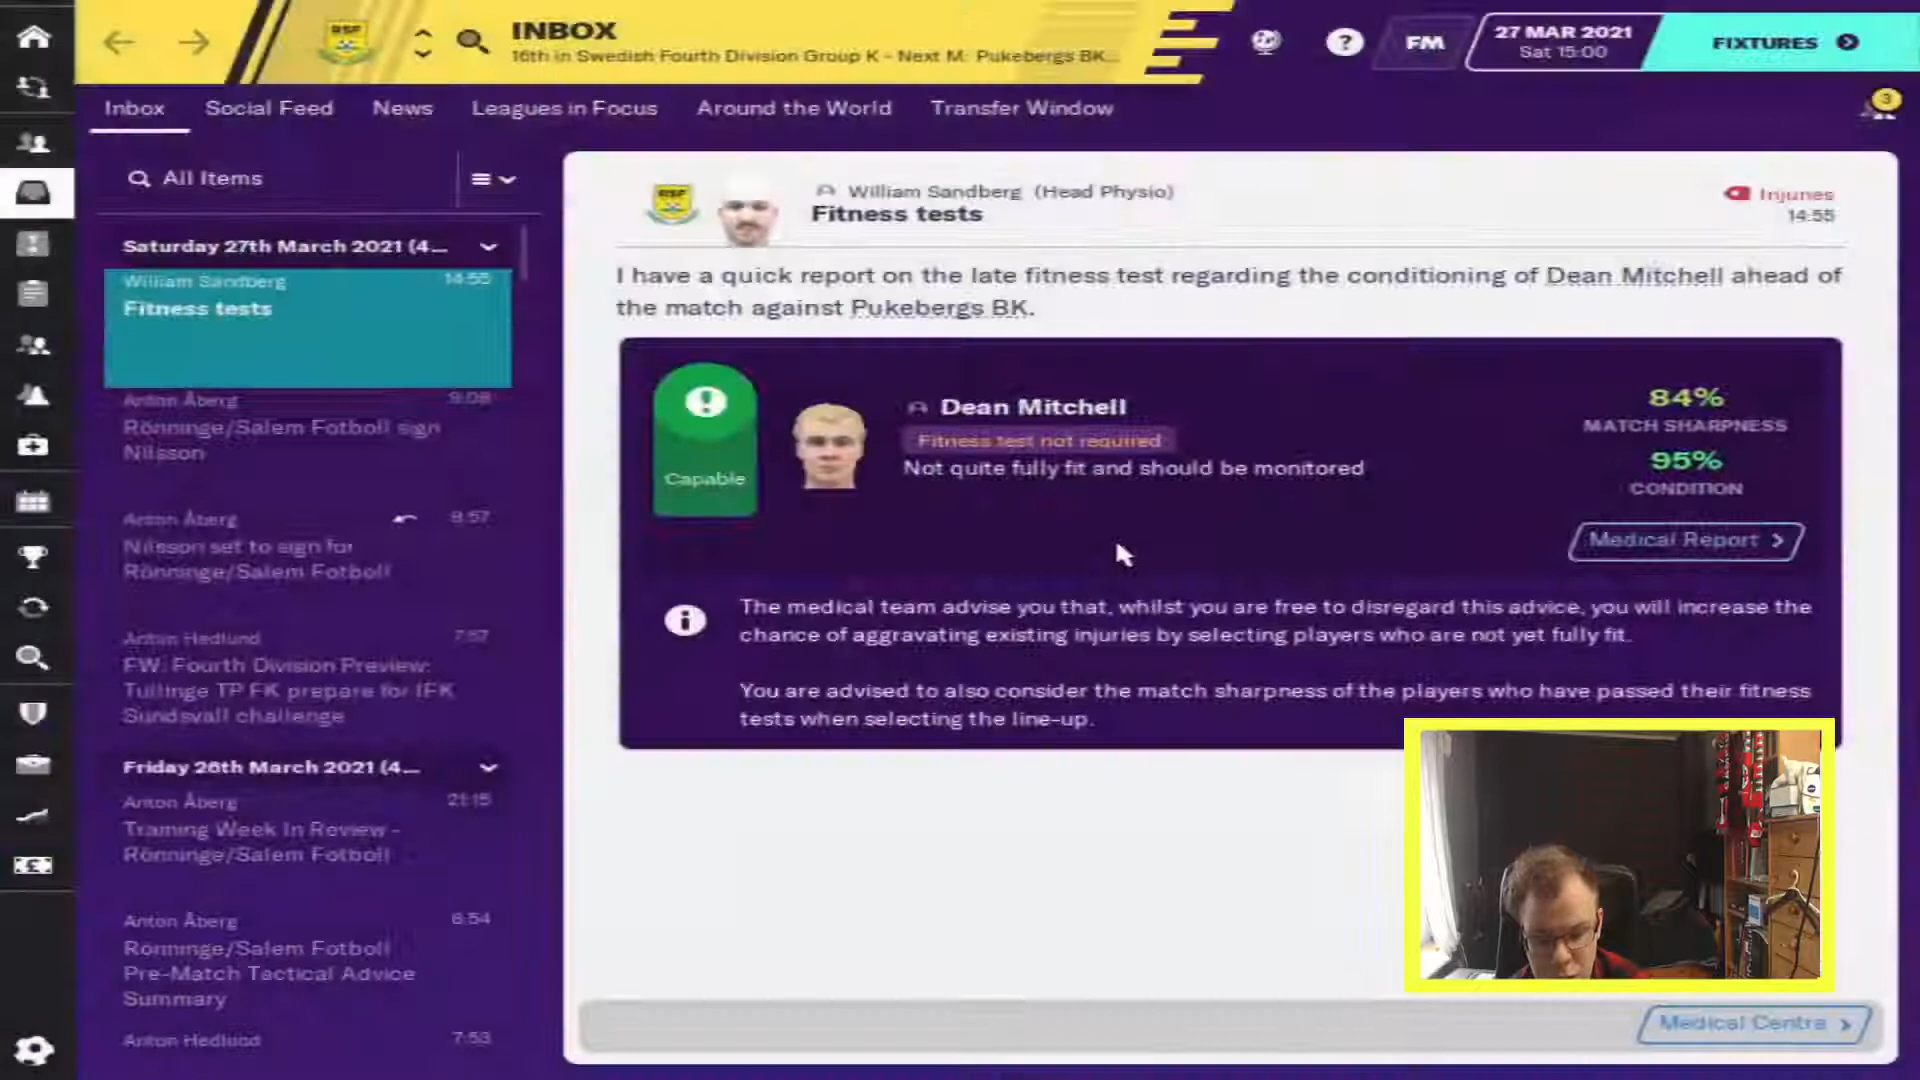 RSF
INBOX
16th in Swedish Fourth Division Group K - Next M: Pukebergs BK...
?
FM
27 MAR 2021
Sat 15:00
FIXTURES
Inbox
Social Feed
News
Leagues in Focus
Around the World
Transfer Window
3
All Items
Saturday 27th March 2021 (4...
William Sandberg
14:55
Fitness tests
Anton Åberg
9:08
Rönninge/Salem Fotboll sign
Nilsson
Anton Åberg
8:57
Nilsson set to sign for
Rönninge/Salem Fotboll
Anton Hedlund
7:57
FW: Fourth Division Preview:
Tullinge TP FK prepare for IFK
Sundsvall challenge
Friday 26th March 2021 (4...
Anton Åberg
21:15
Training Week In Review -
Rönninge/Salem Fotboll
Anton Åberg
8:54
Rönninge/Salem Fotboll
Pre-Match Tactical Advice
Summary
Anton Hedlund
7:53
RSF
William Sandberg (Head Physio)
Fitness tests
Injuries
14:55
I have a quick report on the late fitness test regarding the conditioning of Dean Mitchell ahead of
the match against Pukebergs BK.
Capable
Dean Mitchell
Fitness test not required
Not quite fully fit and should be monitored
84%
MATCH SHARPNESS
95%
CONDITION
Medical Report
The medical team advise you that, whilst you are free to disregard this advice, you will increase the
chance of aggravating existing injuries by selecting players who are not yet fully fit.
You are advised to also consider the match sharpness of the players who have passed their fitness
tests when selecting the line-up.
Medical Centre